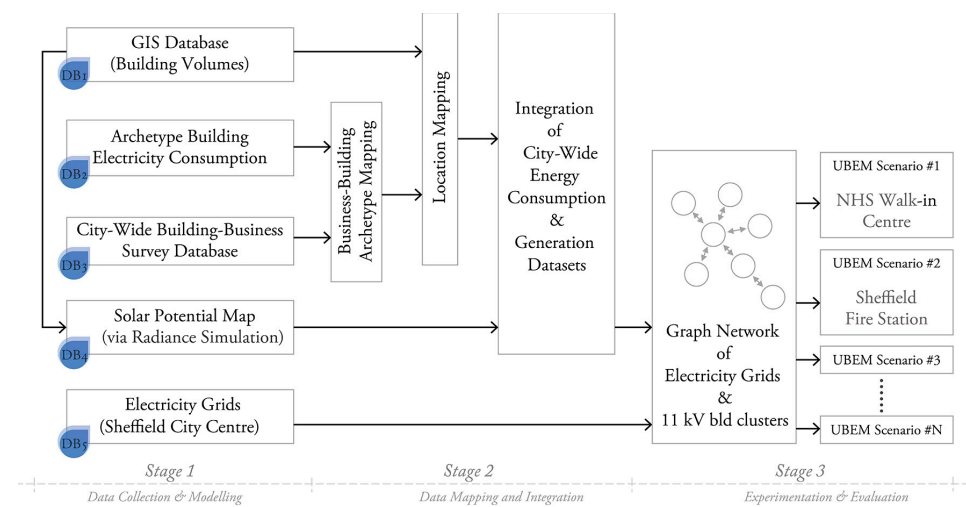 GIS Database
(Building Volumes)
DB1
Archetype Building
Electricity Consumption
DB2
City-Wide Building-Business
Survey Database
DB3
Solar Potential Map
(via Radiance Simulation)
DB4
Electricity Grids
(Sheffield City Centre)
DB5
Business-Building
Archetype Mapping
Location Mapping
Integration
of
City-Wide
Energy
Consumption
&
Generation
Datasets
Graph Network
of
Electricity Grids
&
11 kV bld clusters
UBEM Scenario #1
NHS Walk-in
Centre
UBEM Scenario #2
Sheffield
Fire Station
UBEM Scenario #3
UBEM Scenario #N
Stage 1
Data Collection & Modelling
Stage 2
Data Mapping and Integration
Stage 3
Experimentation & Evaluation